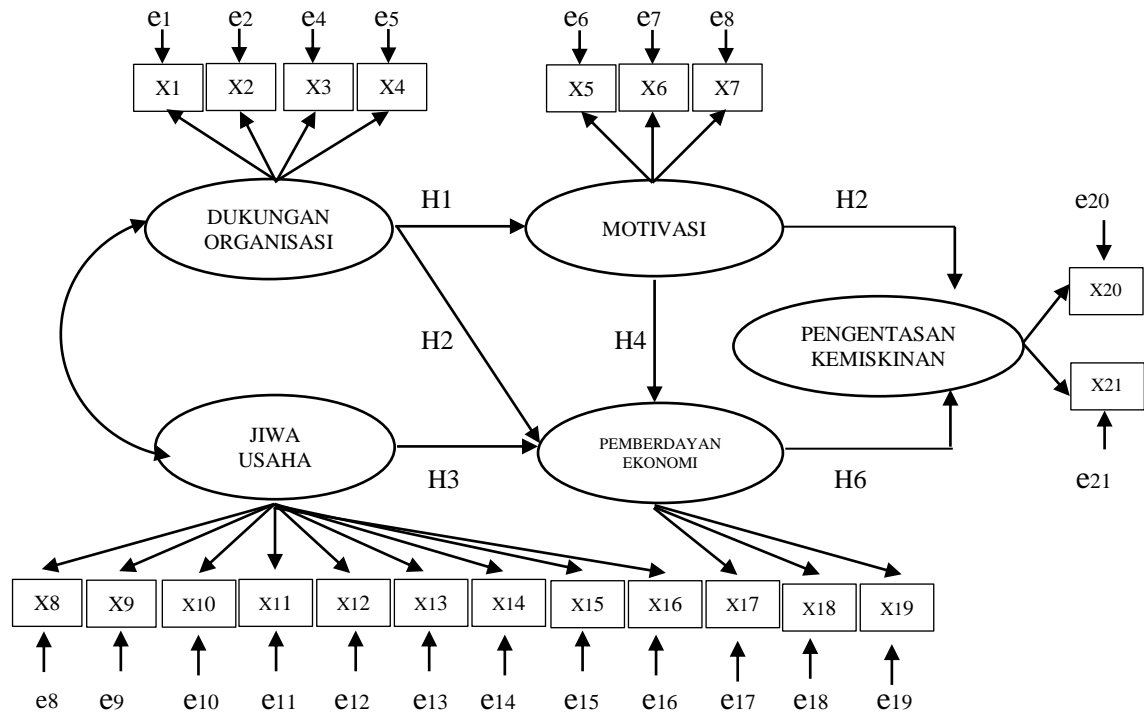 e1 e2 e4 e5 e6 e7 e8
X1 X2 X3 X4 X5 X6 X7
DUKUNGAN
ORGANISASI
H1
MOTIVASI
H2
e20
X20
H2
H4
PENGENTASAN
KEMISKINAN
X21
e21
JIWA
USAHA
H3
PEMBERDAYAN
EKONOMI
H6
X8 X9 X10 X11 X12 X13 X14 X15 X16 X17 X18 X19
e8 e9 e10 e11 e12 e13 e14 e15 e16 e17 e18 e19